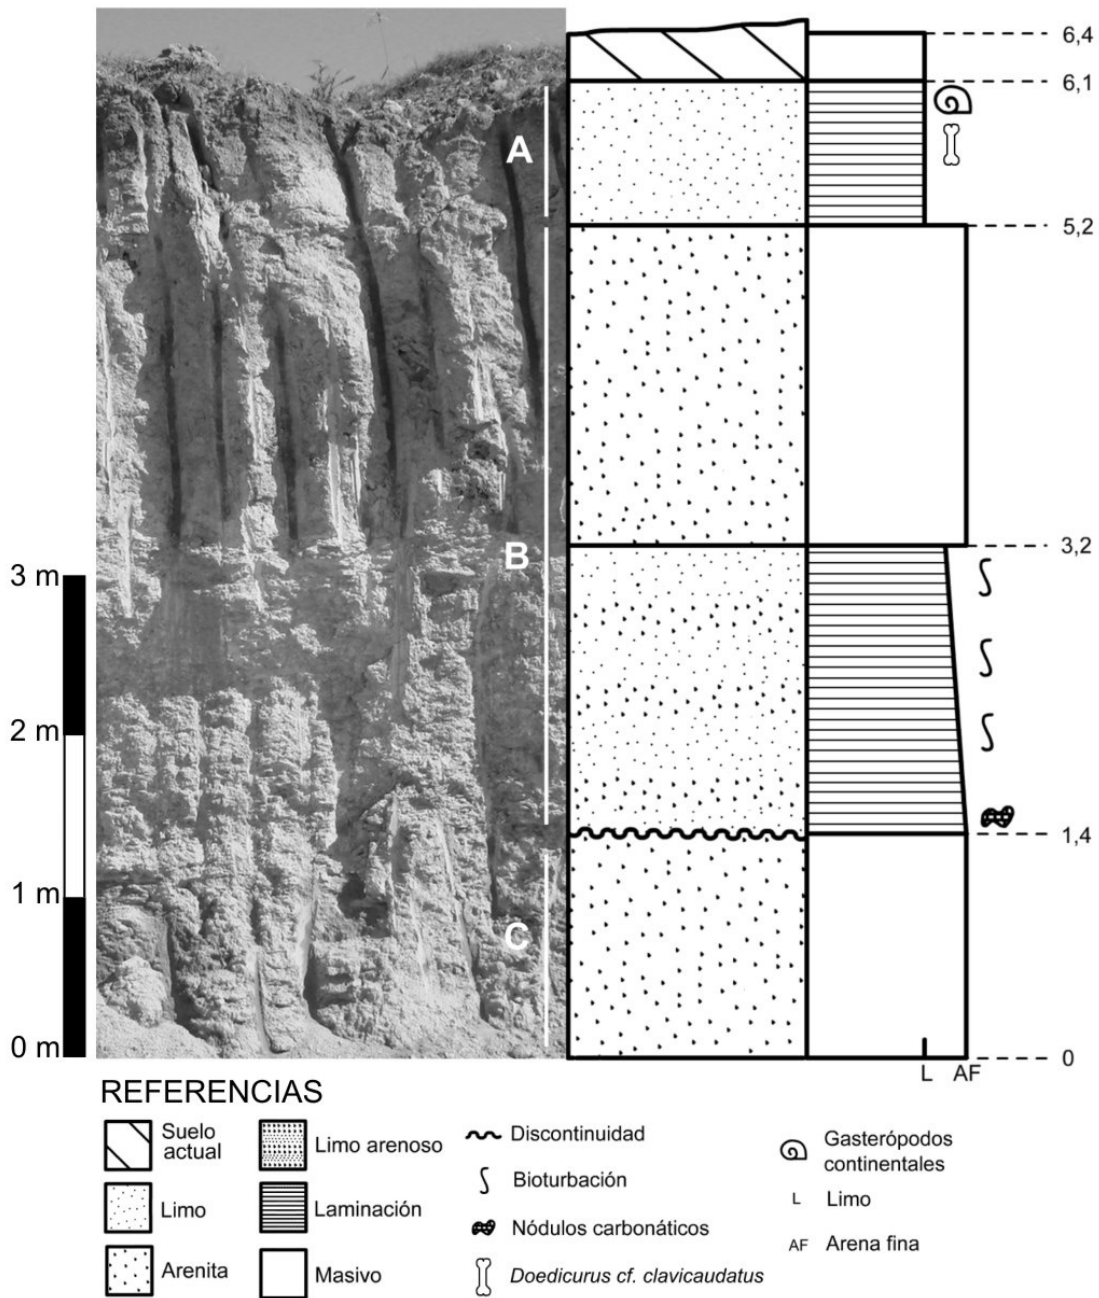 6,4
6,1
A
5,2
B
3,2
3 m
2 m
1,4
1 m
C
0 m
0
L AF
REFERENCIAS
Suelo
actual
Limo
Arenita
Limo arenoso
Laminación
Masivo
Discontinuidad
Bioturbación
Nódulos carbonáticos
Doedicurus cf. clavicaudatus
Gasterópodos
continentales
L Limo
AF Arena fina